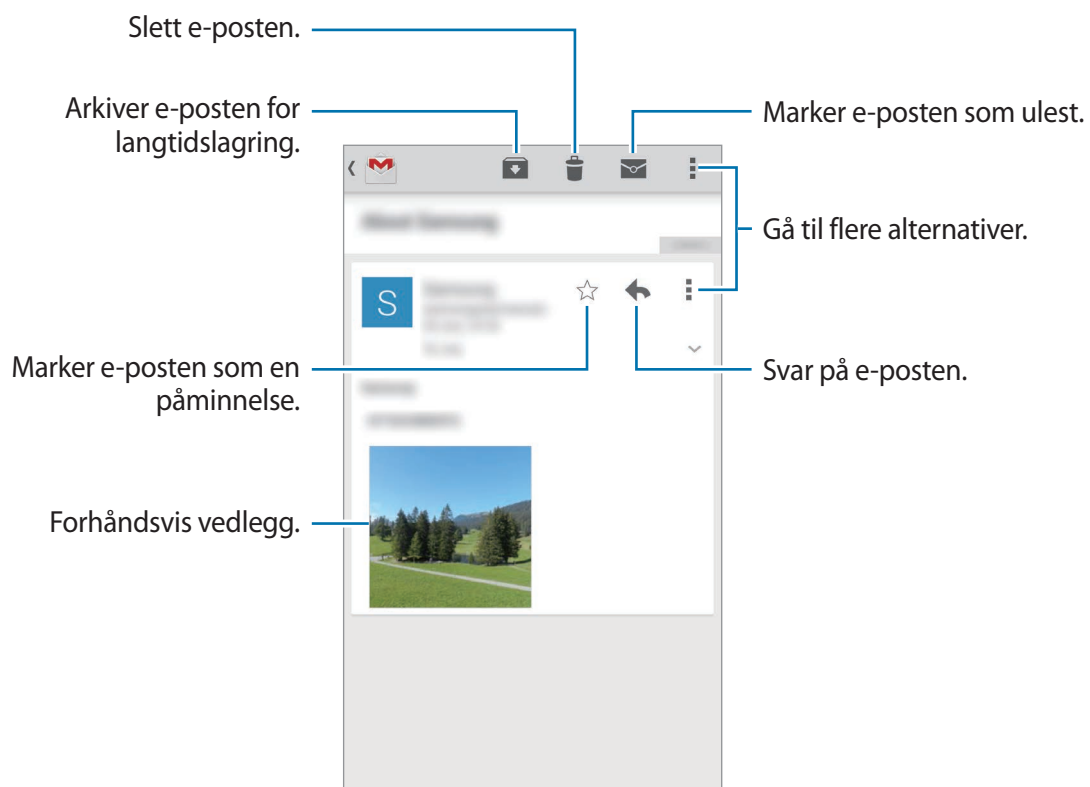 Slett e-posten.
Arkiver e-posten for
langtidslagring.
Marker e-posten som ulest.
Gå til flere alternativer.
S
Marker e-posten som en
påminnelse.
Svar på e-posten.
Forhåndsvis vedlegg.